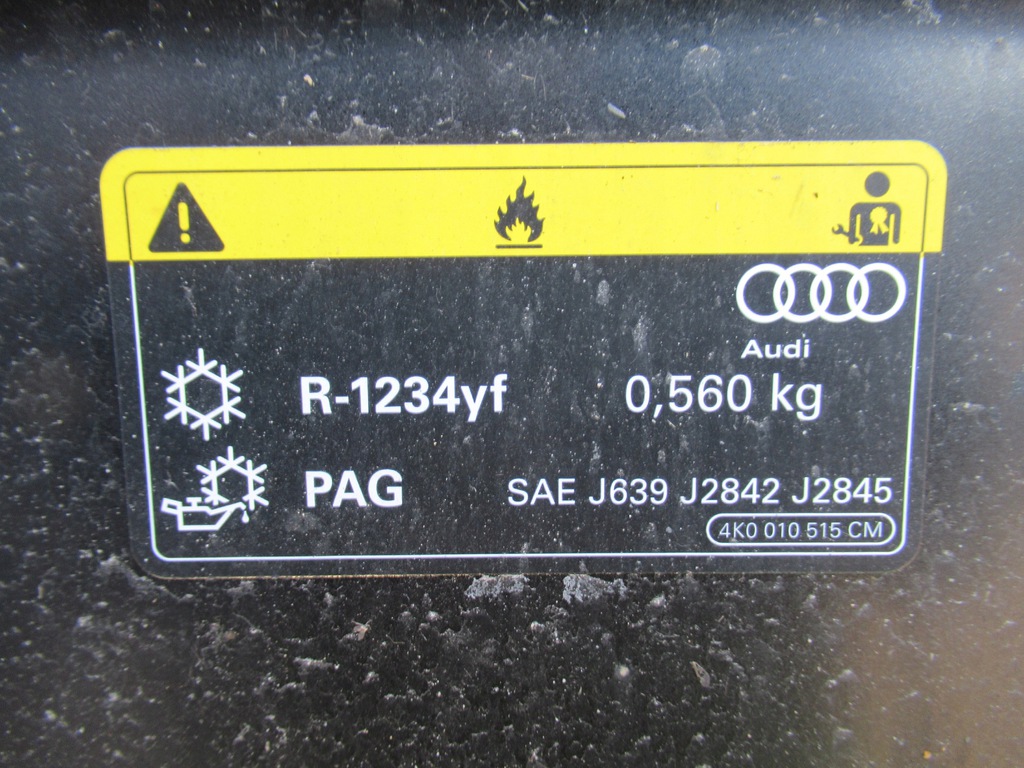 Audi
R-1234yf 0,560 kg
PAG SAE J639 J2842 J2845
4K0 010 515 CM